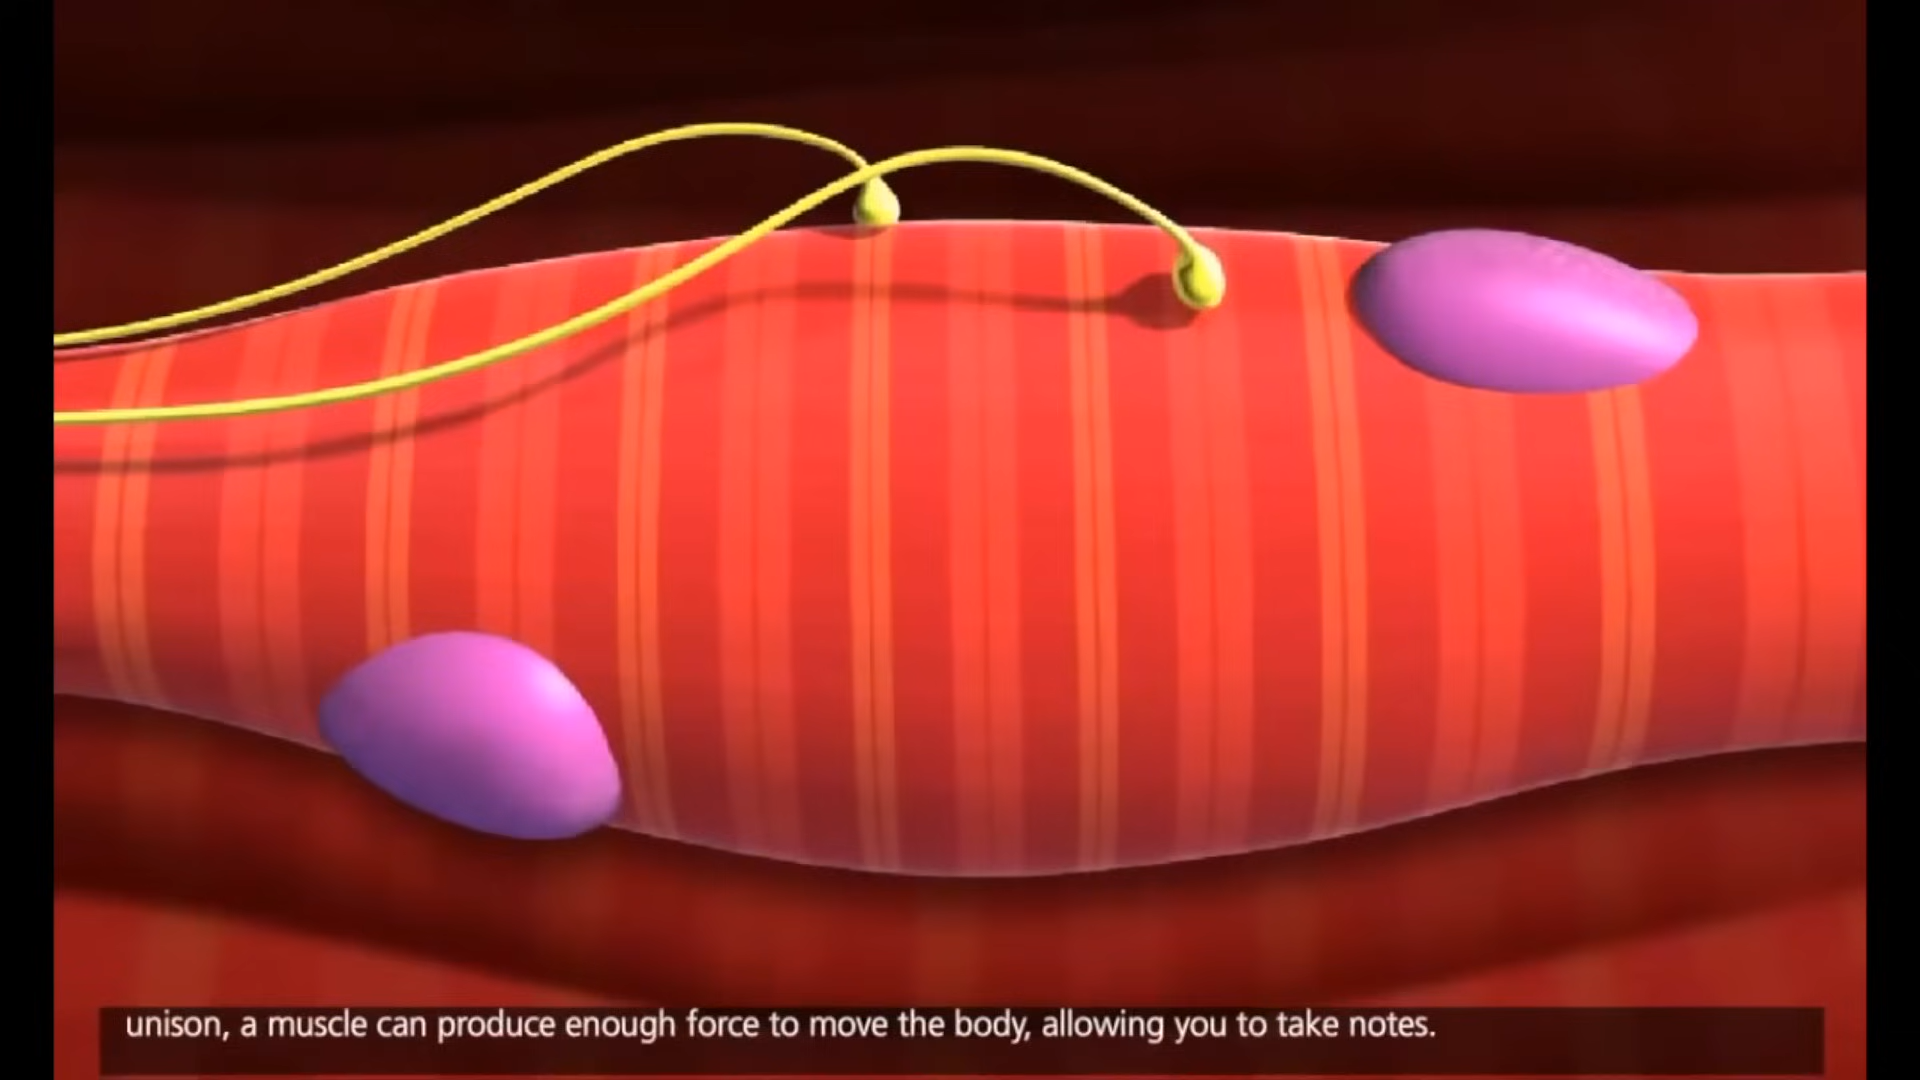 unison, a muscle can produce enough force to move the body, allowing you to take notes.